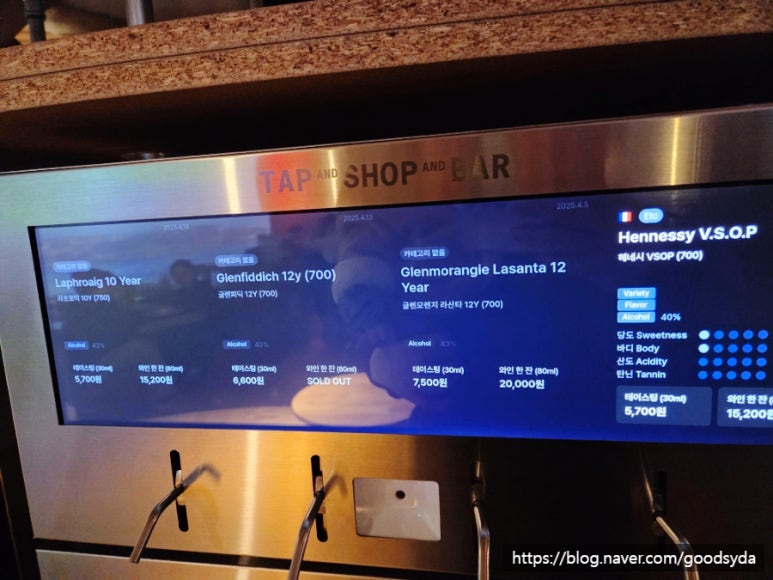 TAP AND SHOP AND BAR
2025.4.13
2025.4.5
카테고리 없음
Laphroaig 10 Year
라프로익 10Y (750)
Alcohol 40%
테이스팅 (30ml)
5,700원
와인 한 잔 (80ml)
15,200원
카테고리 없음
Glenfiddich 12y (700)
글렌피딕 12Y (700)
Alcohol 40%
테이스팅 (30ml)
6,600원
와인 한 잔 (60ml)
SOLD OUT
카테고리 없음
Glenmorangie Lasanta 12
Year
글렌모렌지 라산타 12Y (700)
Alcohol 43%
테이스팅 (30ml)
7,500원
와인 한 잔 (80ml)
20,000원
Etc
Hennessy V.S.O.P
헤네시 VSOP (700)
Variety
Flavor
Alcohol 40%
당도 Sweetness
바디 Body
산도 Acidity
탄닌 Tannin
테이스팅 (30ml)
5,700원
와인 한 잔 (8
15,200원
https://blog.naver.com/goodsyda